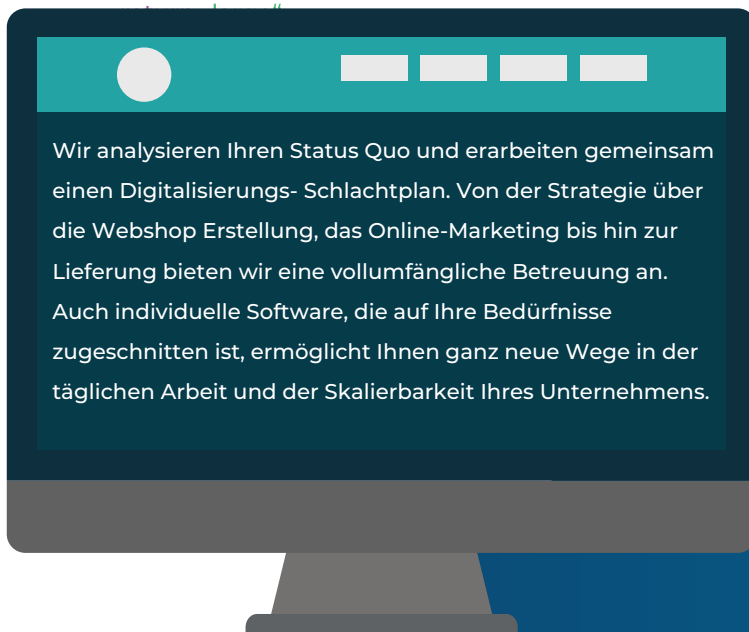 Wir analysieren Ihren Status Quo und erarbeiten gemeinsam
einen Digitalisierungs- Schlachtplan. Von der Strategie über
die Webshop Erstellung, das Online-Marketing bis hin zur
Lieferung bieten wir eine vollumfängliche Betreuung an.
Auch individuelle Software, die auf Ihre Bedürfnisse
zugeschnitten ist, ermöglicht Ihnen ganz neue Wege in der
täglichen Arbeit und der Skalierbarkeit Ihres Unternehmens.